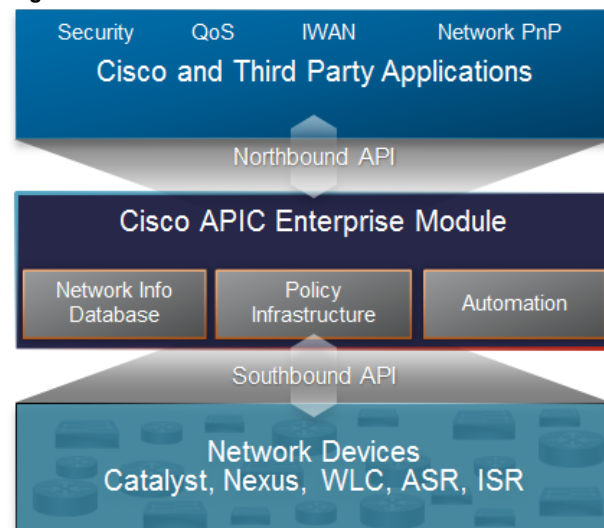 Security QoS IWAN Network PnP
Cisco and Third Party Applications
Northbound API
Cisco APIC Enterprise Module
Network Info
Database
Policy
Infrastructure
Automation
Southbound API
Network Devices
Catalyst, Nexus, WLC, ASR, ISR